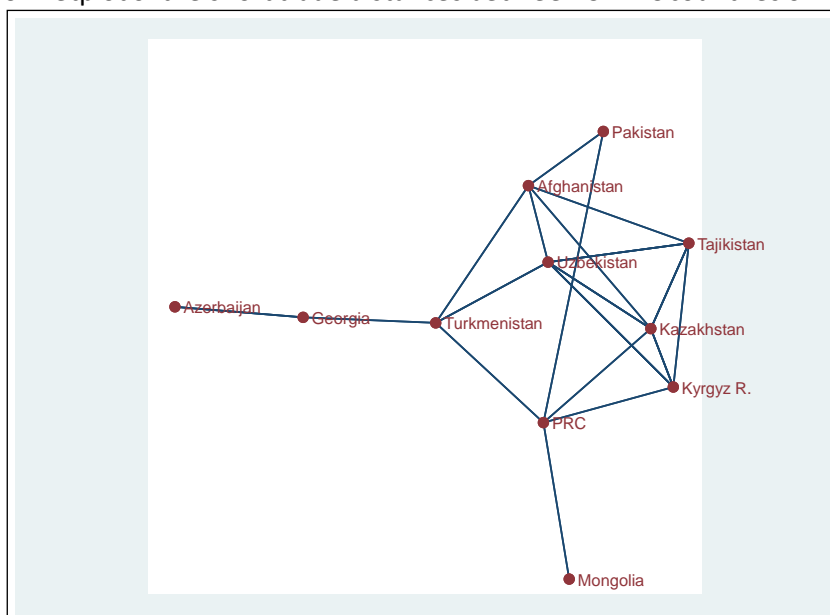 Pakistan
Afghanistan
Tajikistan
Uzbekistan
Azerbaijan
Georgia
Turkmenistan
Kazakhstan
Kyrgyz R.
PRC
Mongolia